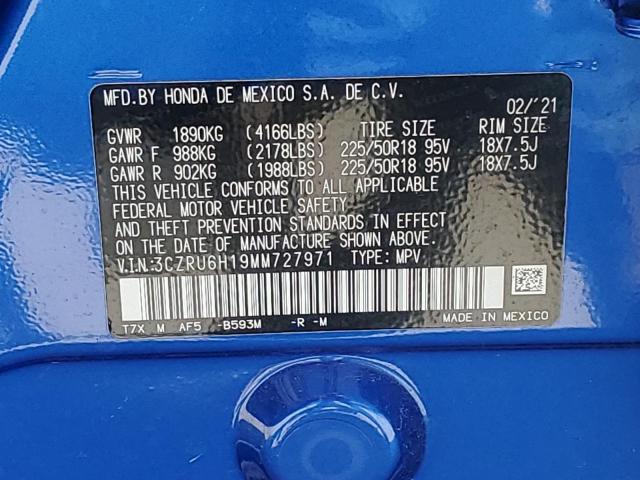 MFD.BY HONDA DE MEXICO S.A. DE C.V.
02/'21
GVWR 1890KG (4166LBS) TIRE SIZE RIM SIZE
GAWR F 988KG (2178LBS) 225/50R18 95V 18X7.5J
GAWR R 902KG (1988LBS) 225/50R18 95V 18X7.5J
THIS VEHICLE CONFORMS TO ALL APPLICABLE
FEDERAL MOTOR VEHICLE SAFETY
AND THEFT PREVENTION STANDARDS IN EFFECT
ON THE DATE OF MANUFACTURE SHOWN ABOVE.
V.I.N:3CZRU6H19MM727971 TYPE: MPV
T7X M AF5 -B593M -R -M MADE IN MEXICO